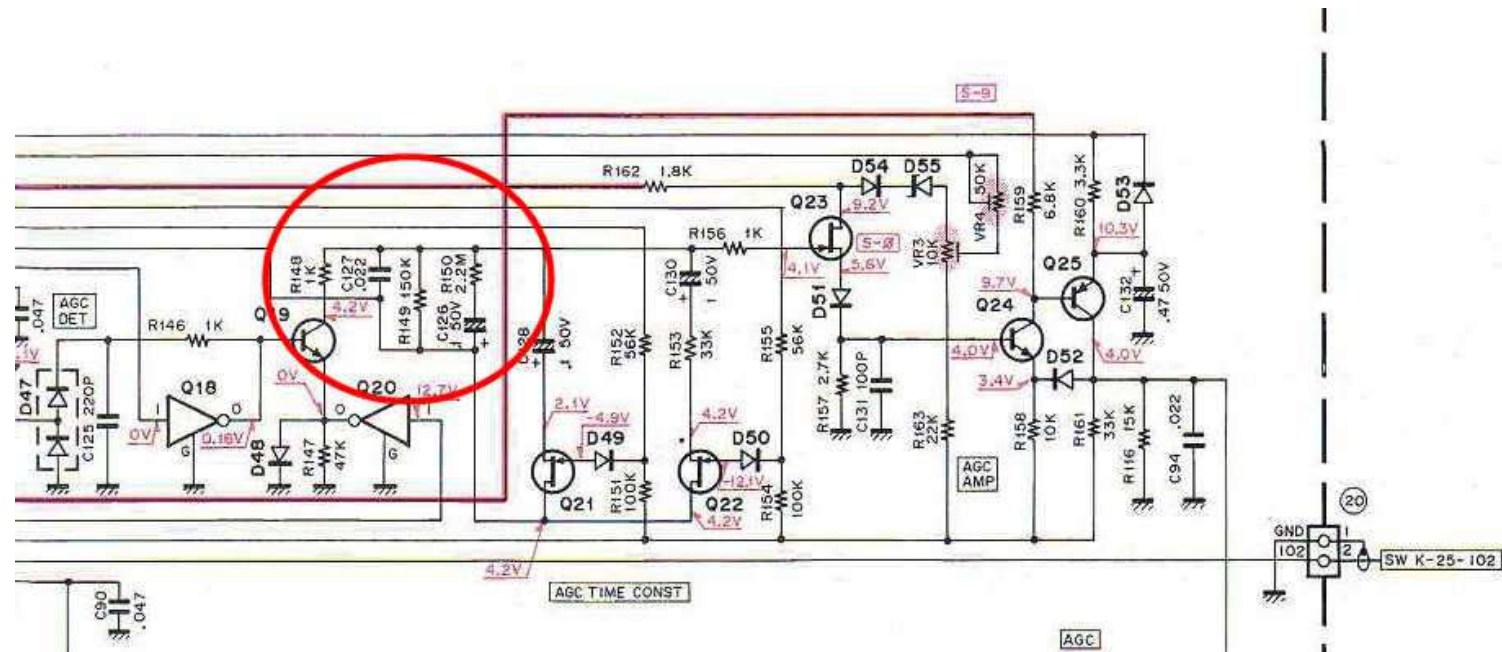 S-9
R162 1.8K
D54
D55
Q23
9.2V
VR4 50K
R159
6.8K
R160 3.3K
D53
S-Ø
VR3
10K
R156 1K
4.1V
5.6V
10.3V
Q25
9.7V
C132
.47 50V
R148
1K
C127
.022
R149 150K
R150
2.2M
C126
.1 50V
C130
1 50V
D51
Q24
AGC
DET
.047
R146 1K
Q19
4.2V
.1 50V
R152
56K
R153
33K
R155
56K
4.0V
D52
4.0V
3.4V
D47
C125 220P
Q18
I
O
0V
0.16V
G
0V
Q20
O
I
12.7V
G
D48
R147
47K
2.1V
-4.9V
D49
4.2V
D50
R157 2.7K
C131 100P
R163
22K
R158
10K
R161
33K
R116 15K
C94 .022
Q21
R151
100K
Q22
-12.1V
4.2V
R154
100K
AGC
AMP
4.2V
20
GND
1
102
2
SW K-25-102
AGC TIME CONST
C90
.047
AGC